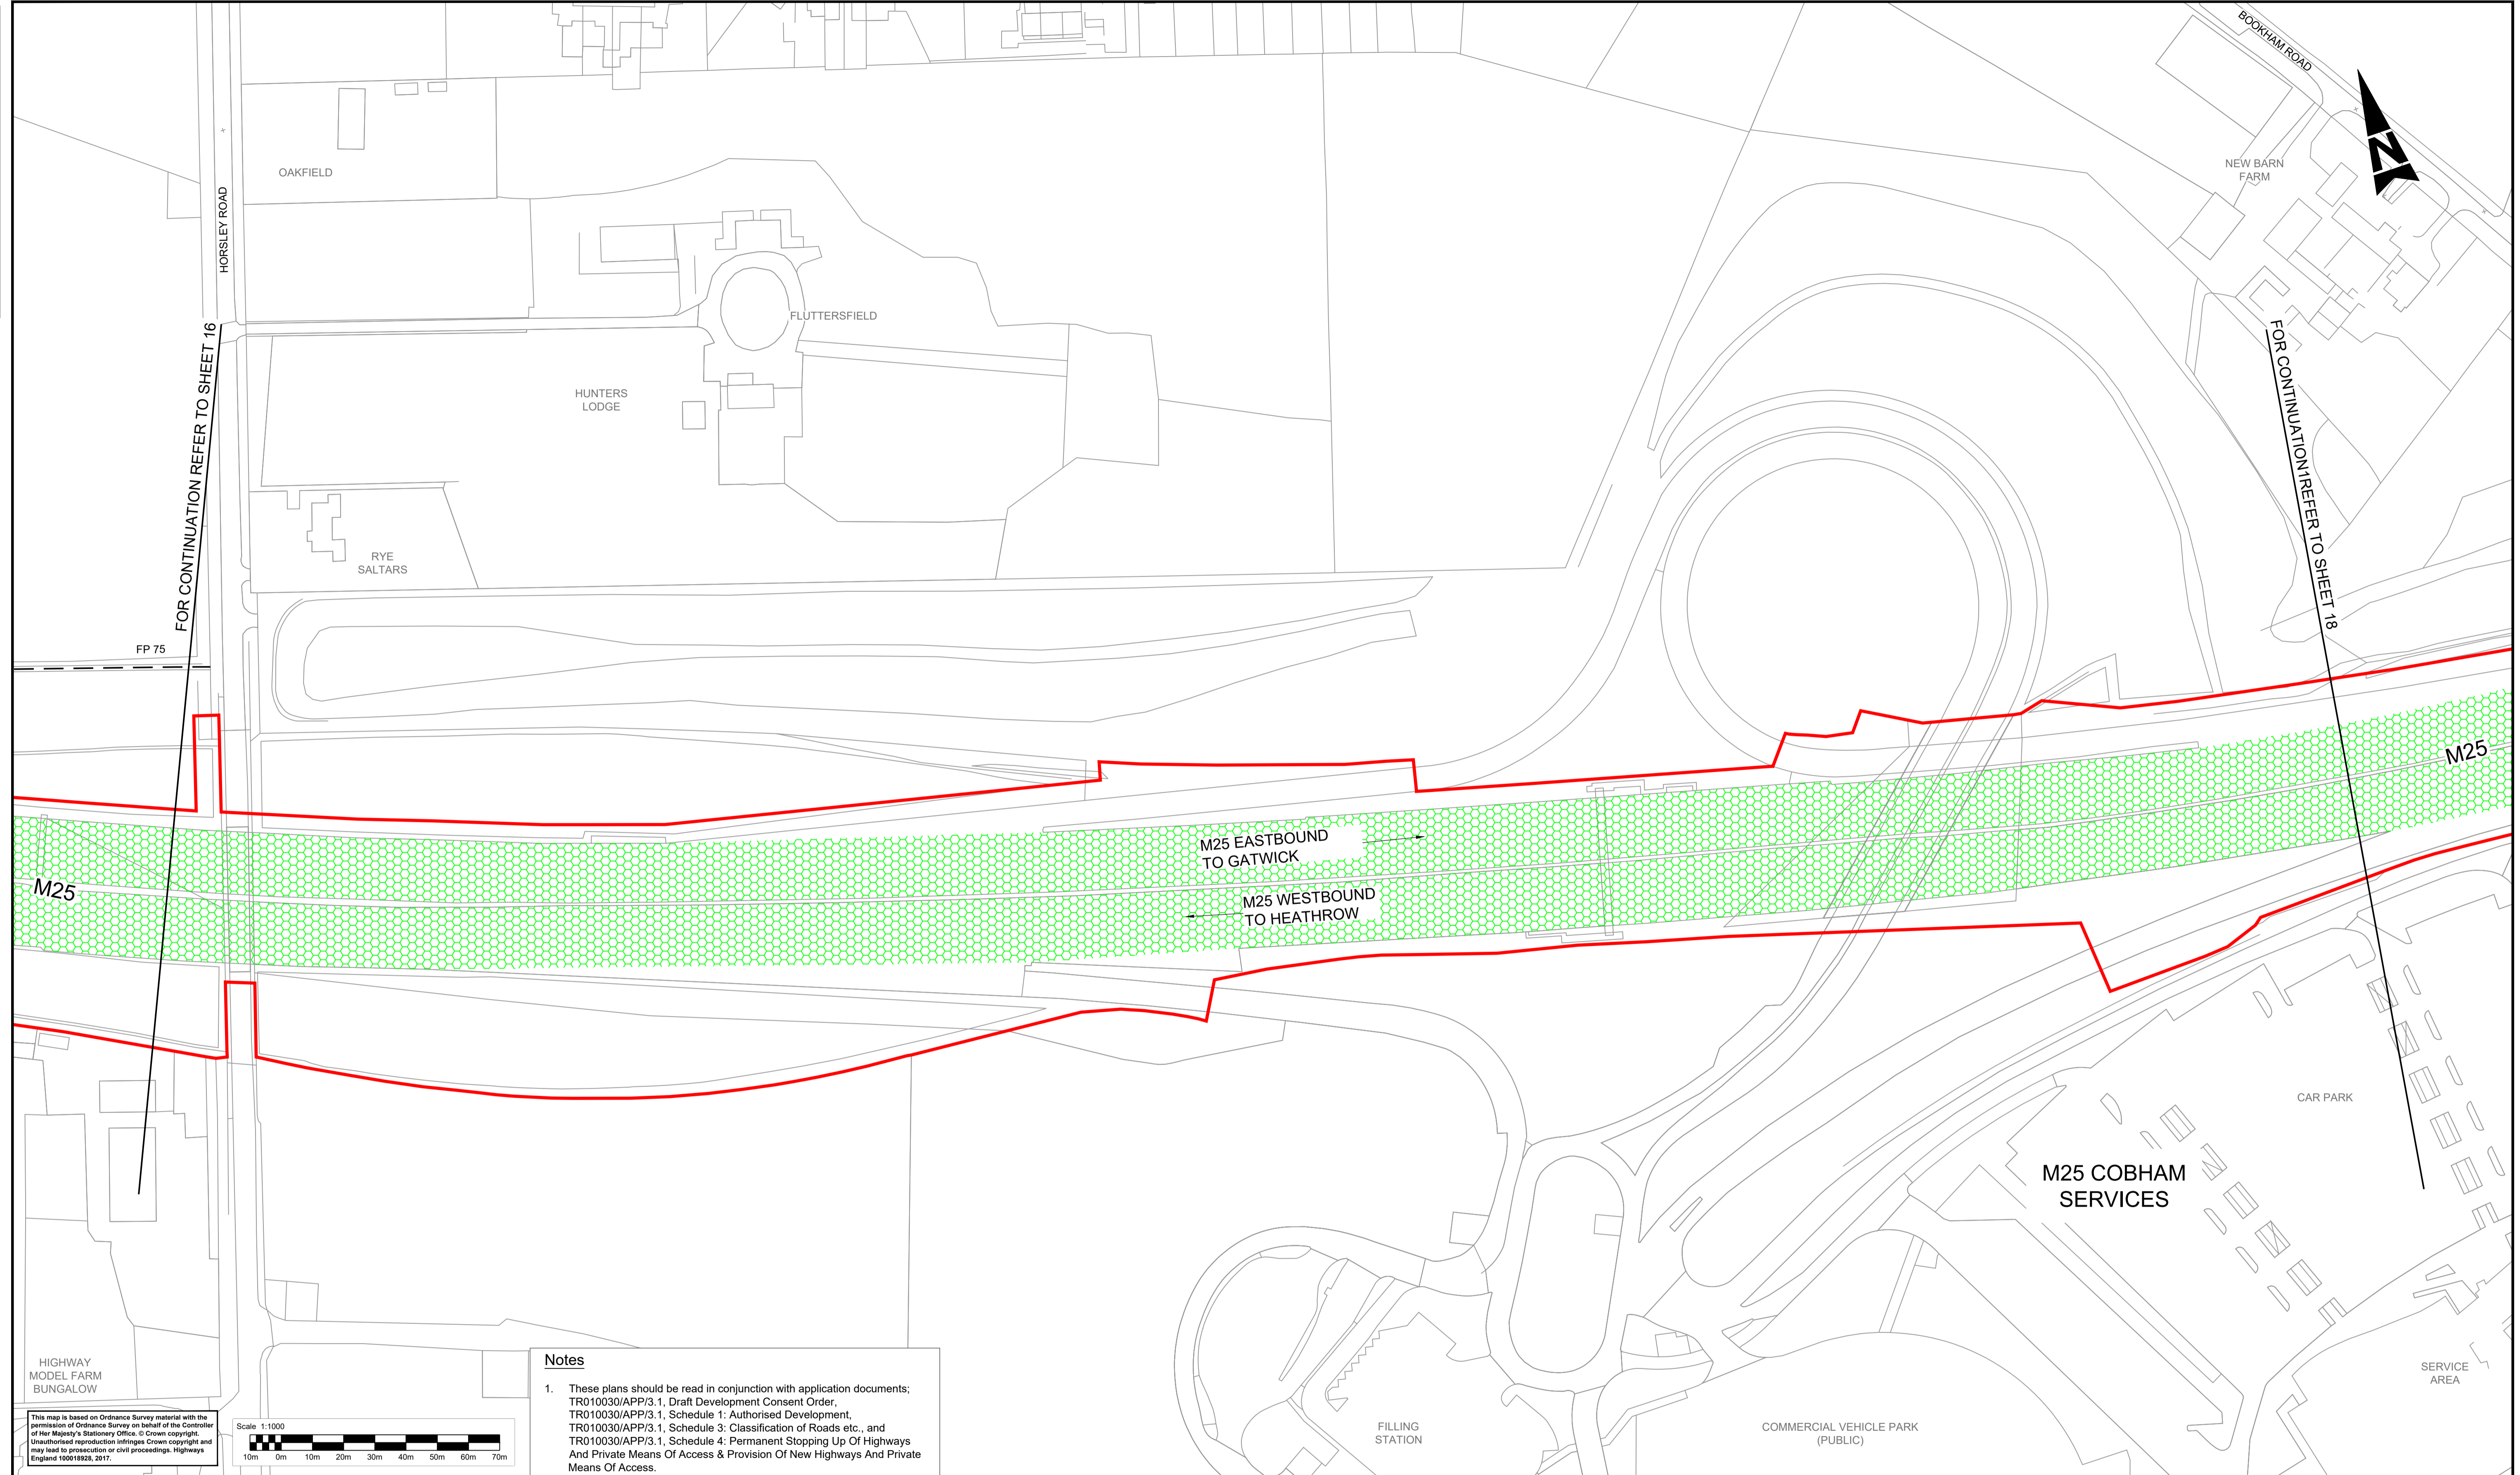 BOOKHAM ROAD
N
NEW BARN
FARM
OAKFIELD
HORSLEY ROAD
FLUTTERSFIELD
HUNTERS
LODGE
FOR CONTINUATION REFER TO SHEET 16
FOR CONTINUATION1REFER TO SHEET 18
RYE
SALTARS
FP 75
M25
M25 EASTBOUND
TO GATWICK
M25
M25 WESTBOUND
TO HEATHROW
CAR PARK
M25 COBHAM
SERVICES
HIGHWAY
MODEL FARM
BUNGALOW
SERVICE
AREA
FILLING
STATION
COMMERCIAL VEHICLE PARK
(PUBLIC)
This map is based on Ordnance Survey material with the
permission of Ordnance Survey on behalf of the Controller
of Her Majesty's Stationery Office. © Crown copyright.
Unauthorised reproduction infringes Crown copyright and
may lead to prosecution or civil proceedings. Highways
England 100018928, 2017.
Scale 1:1000
10m 0m 10m 20m 30m 40m 50m 60m 70m
Notes
1. These plans should be read in conjunction with application documents;
TR010030/APP/3.1, Draft Development Consent Order,
TR010030/APP/3.1, Schedule 1: Authorised Development,
TR010030/APP/3.1, Schedule 3: Classification of Roads etc., and
TR010030/APP/3.1, Schedule 4: Permanent Stopping Up Of Highways
And Private Means Of Access & Provision Of New Highways And Private
Means Of Access.